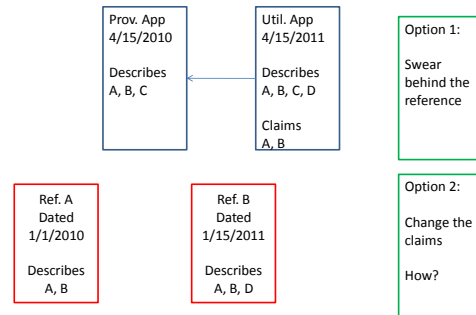 Prov. App
4/15/2010
Describes
A, B, C
Util. App
4/15/2011
Describes
A, B, C, D
Claims
A, B
Option 1:
Swear
behind the
reference
Ref. A
Dated
1/1/2010
Describes
A, B
Ref. B
Dated
1/15/2011
Describes
A, B, D
Option 2:
Change the
claims
How?